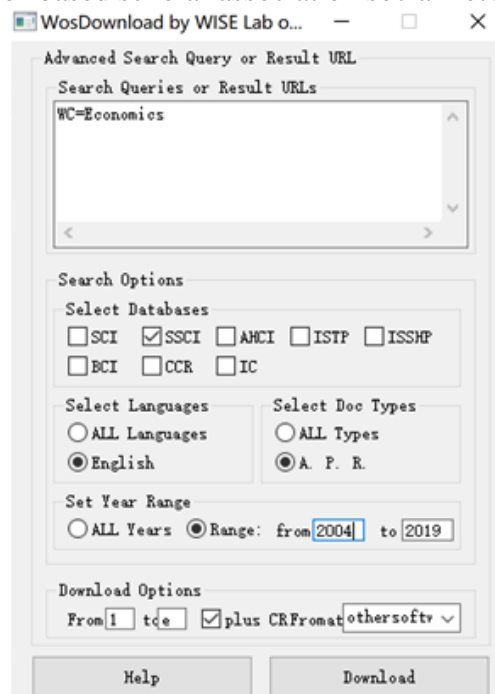 WosDownload by WISE Lab o...
Advanced Search Query or Result URL
Search Queries or Result URLs
WC=Economics
Search Options
Select Databases
SCI SSCI AHCI ISTP ISSHP
BCI CCR IC
Select Languages
ALL Languages
English
Select Doc Types
ALL Types
A. P. R.
Set Year Range
ALL Years Range: from 2004 to 2019
Download Options
From 1 to e plus CR Fromat othersoftv
Help
Download